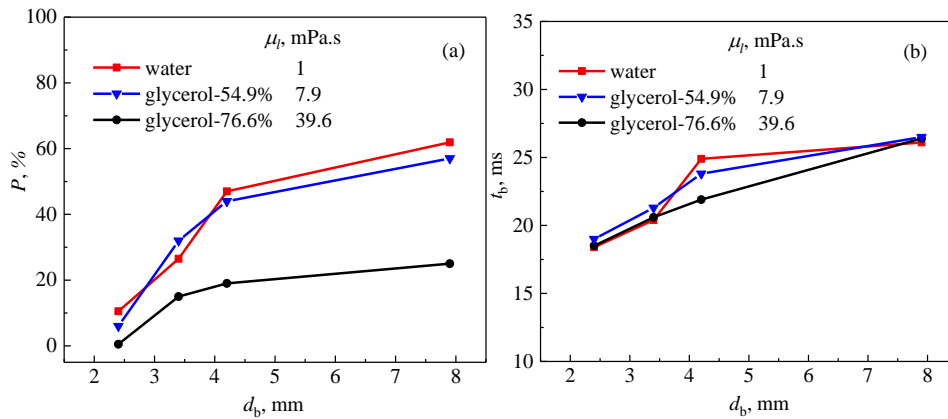 μl, mPa.s
(a)
water 1
glycerol-54.9% 7.9
glycerol-76.6% 39.6
P, %
100
80
60
40
20
0
2 3 4 5 6 7 8
db, mm
μl, mPa.s
(b)
water 1
glycerol-54.9% 7.9
glycerol-76.6% 39.6
tb, ms
35
30
25
20
15
10
2 3 4 5 6 7 8
db, mm